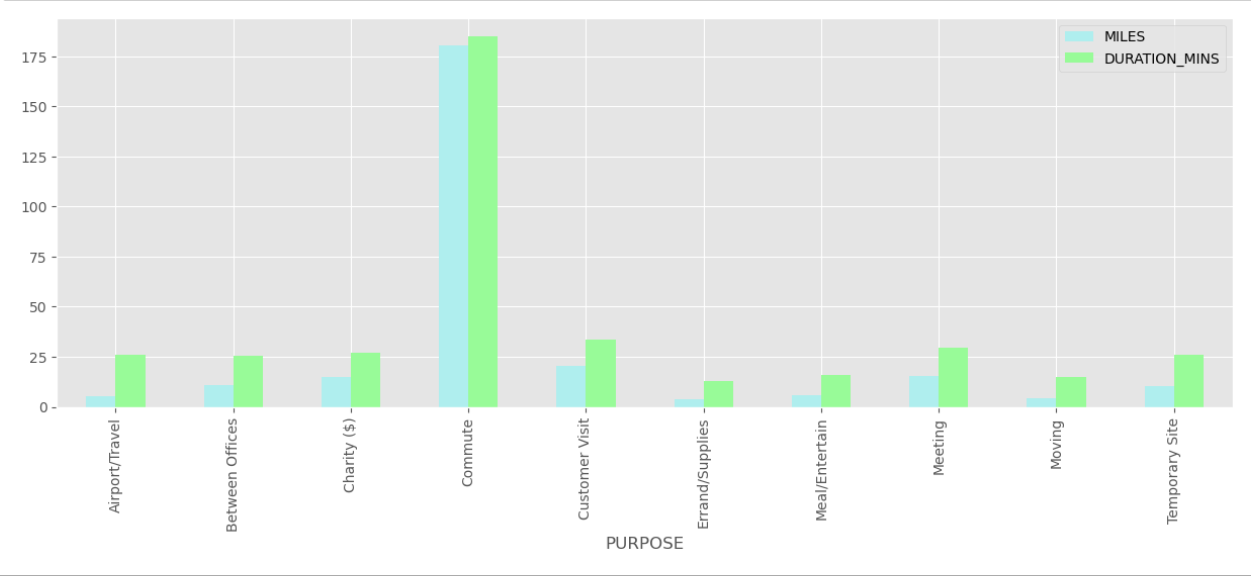 MILES
DURATION_MINS
175
150
125
100
75
50
25
0
Airport/Travel
Between Offices
Charity ($)
Commute
Customer Visit
Errand/Supplies
Meal/Entertain
Meeting
Moving
Temporary Site
PURPOSE